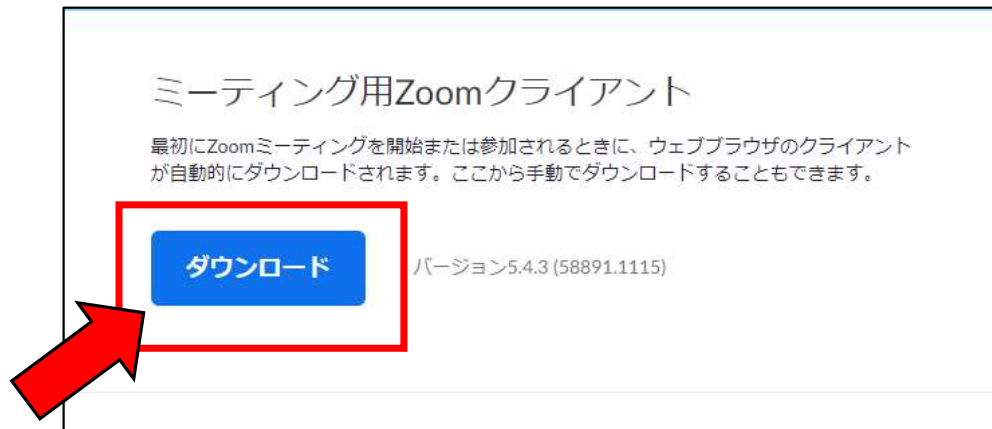 ミーティング用Zoomクライアント
最初にZoomミーティングを開始または参加されるときに、ウェブブラウザのクライアント
が自動的にダウンロードされます。ここから手動でダウンロードすることもできます。
ダウンロード
バージョン5.4.3 (58891.1115)